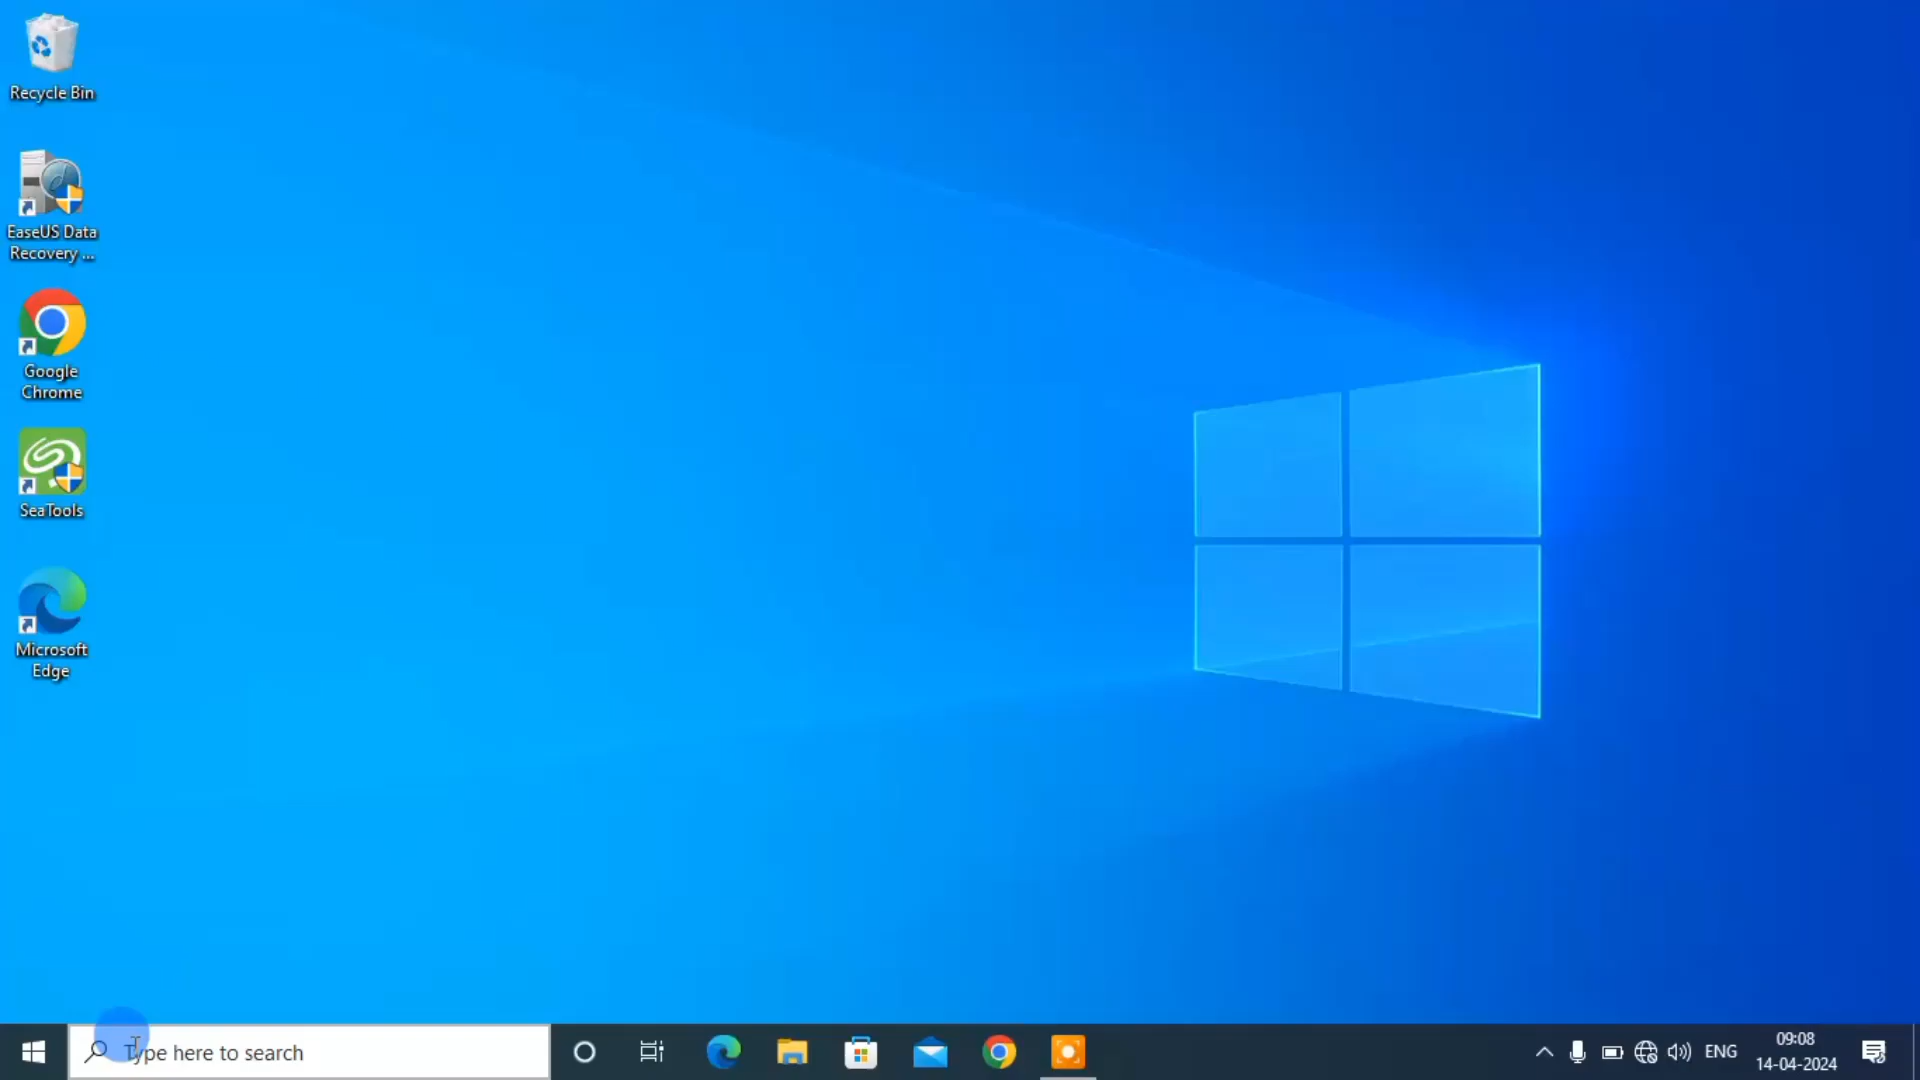 Recycle Bin
EaseUS Data
Recovery ...
Google
Chrome
SeaTools
Microsoft
Edge
Type here to search
ENG
09:08
14-04-2024